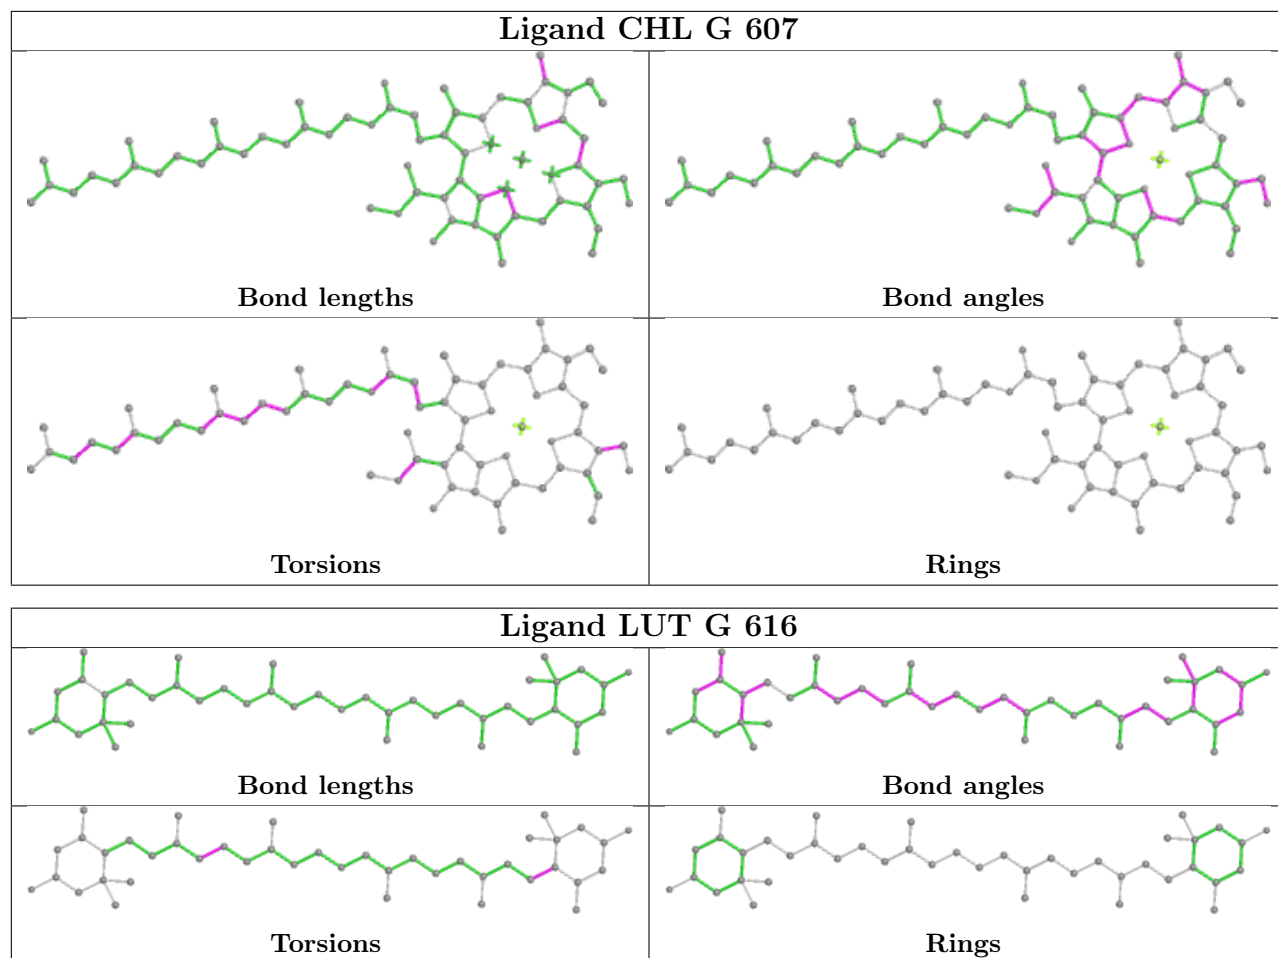 Ligand CHL G 607
Bond lengths
Bond angles
Torsions
Rings
Ligand LUT G 616
Bond lengths
Bond angles
Torsions
Rings